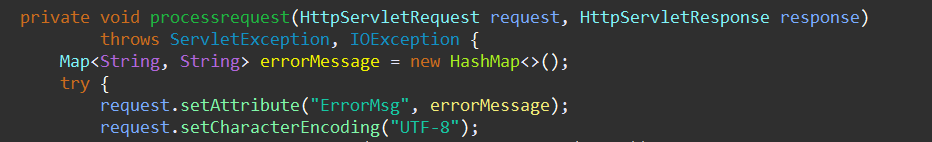 private void processrequest(HttpServletRequest request, HttpServletResponse response)
throws ServletException, IOException {
Map<String, String> errorMessage = new HashMap<>();
try {
request.setAttribute("ErrorMsg", errorMessage);
request.setCharacterEncoding("UTF-8");